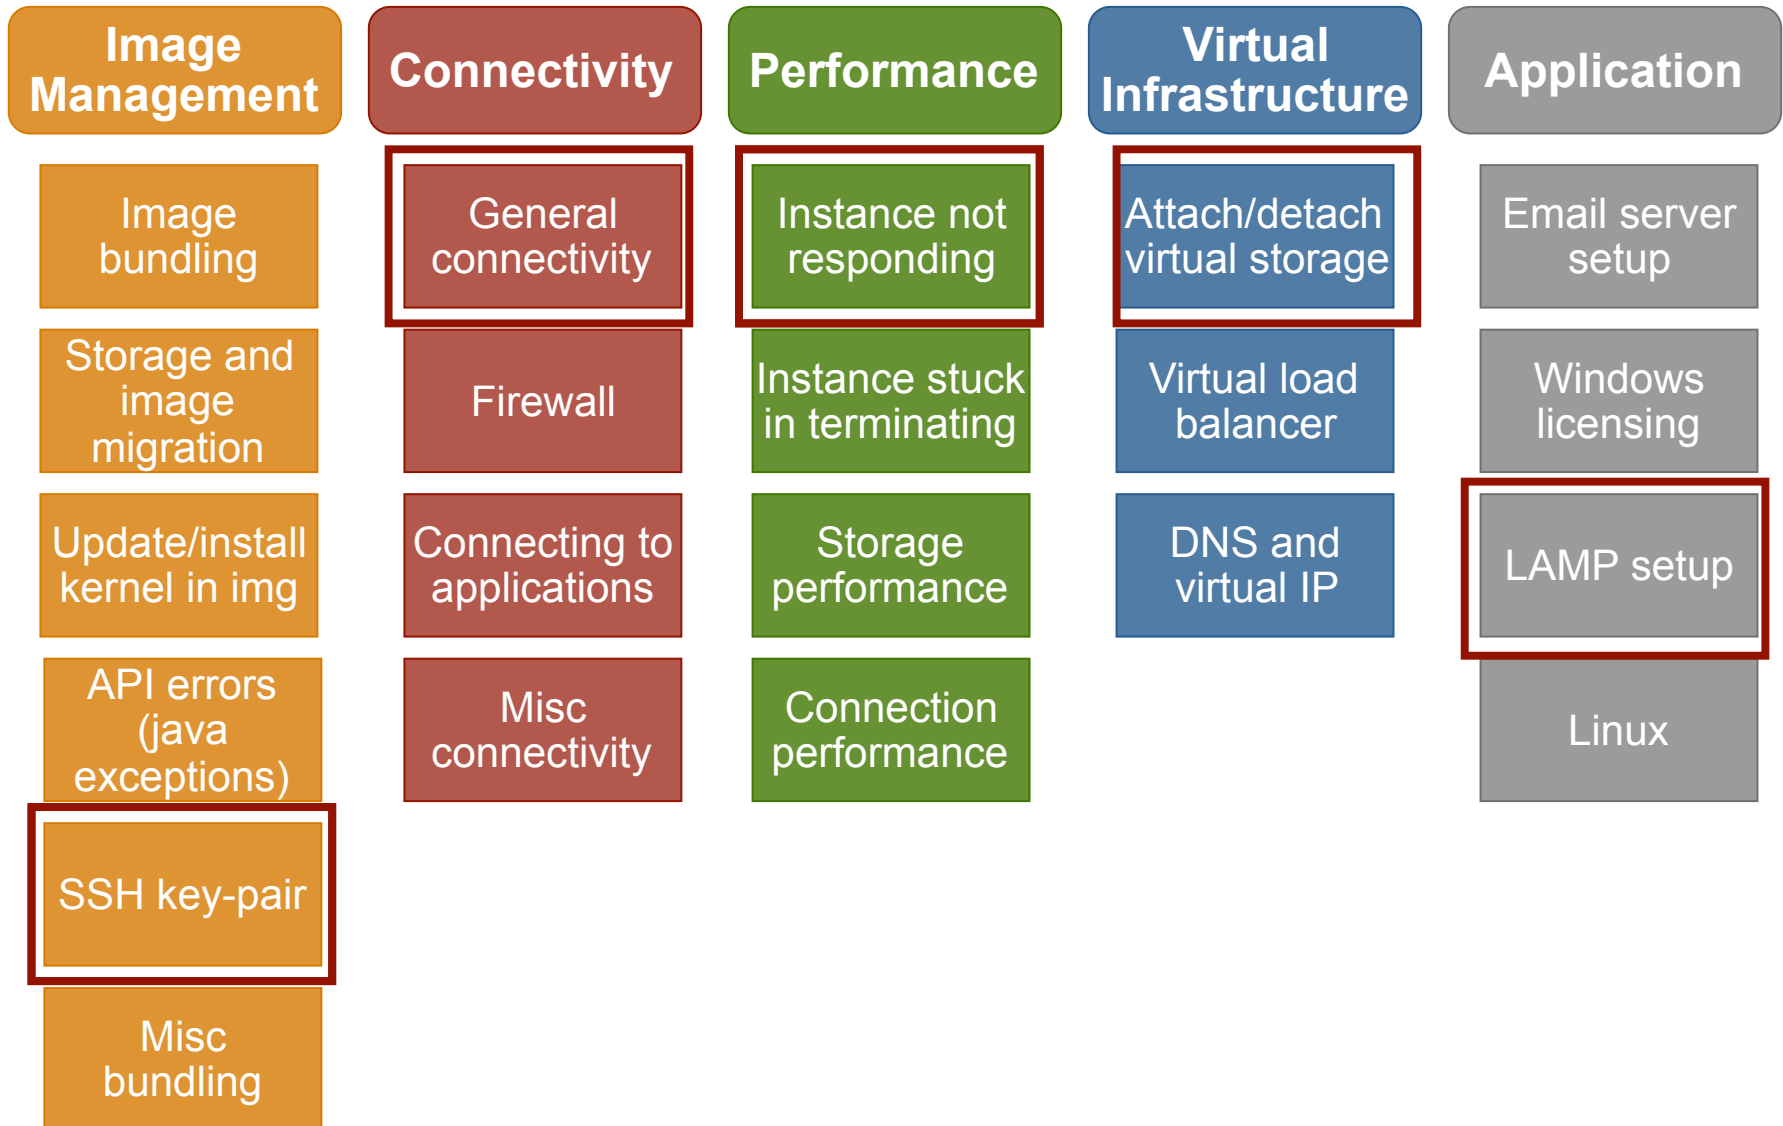 Image
Management
Connectivity
Performance
Virtual
Infrastructure
Application
Image
bundling
Storage and
image
migration
Update/install
kernel in img
API errors
(java
exceptions)
SSH key-pair
Misc
bundling
General
connectivity
Firewall
Connecting to
applications
Misc
connectivity
Instance not
responding
Instance stuck
in terminating
Storage
performance
Connection
performance
Attach/detach
virtual storage
Virtual load
balancer
DNS and
virtual IP
Email server
setup
Windows
licensing
LAMP setup
Linux